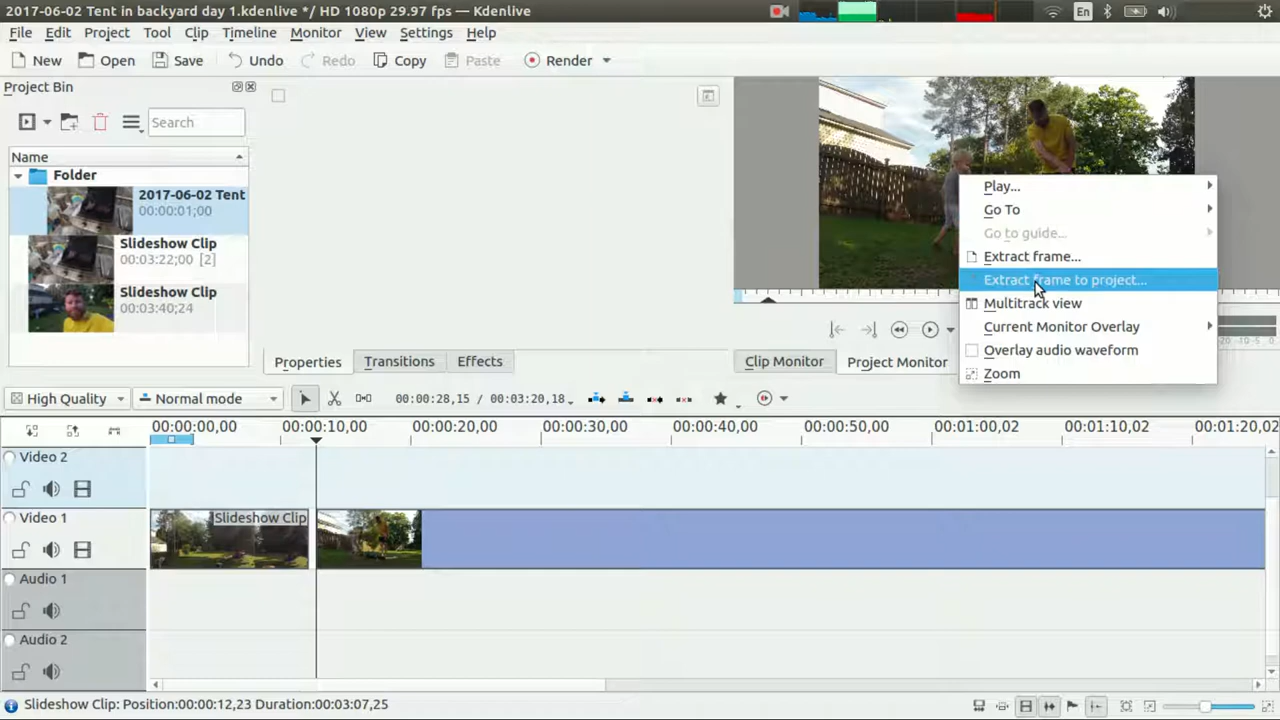 2017-06-02 Tent in backyard day 1.kdenlive */ HD 1080p 29.97 fps — Kdenlive
En
File Edit Project Tool Clip Timeline Monitor View Settings Help
New Open Save Undo Redo Copy Paste Render
Project Bin
Search
Name
Folder
2017-06-02 Tent
00:00:01;00
Slideshow Clip
00:03:22;00 [2]
Slideshow Clip
00:03:40;24
Play...
Go To
Go to guide...
Extract frame...
Extract frame to project...
Multitrack view
Current Monitor Overlay
Overlay audio waveform
Zoom
-20 -10 -5 0
Properties Transitions Effects
Clip Monitor Project Monitor
High Quality Normal mode 00:00:28,15 / 00:03:20,18
00:00:00,00 00:00:10,00 00:00:20,00 00:00:30,00 00:00:40,00 00:00:50,00 00:01:00,02 00:01:10,02 00:01:20,02
Video 2
Video 1
Slideshow Clip
Audio 1
Audio 2
Slideshow Clip: Position:00:00:12,23 Duration:00:03:07,25